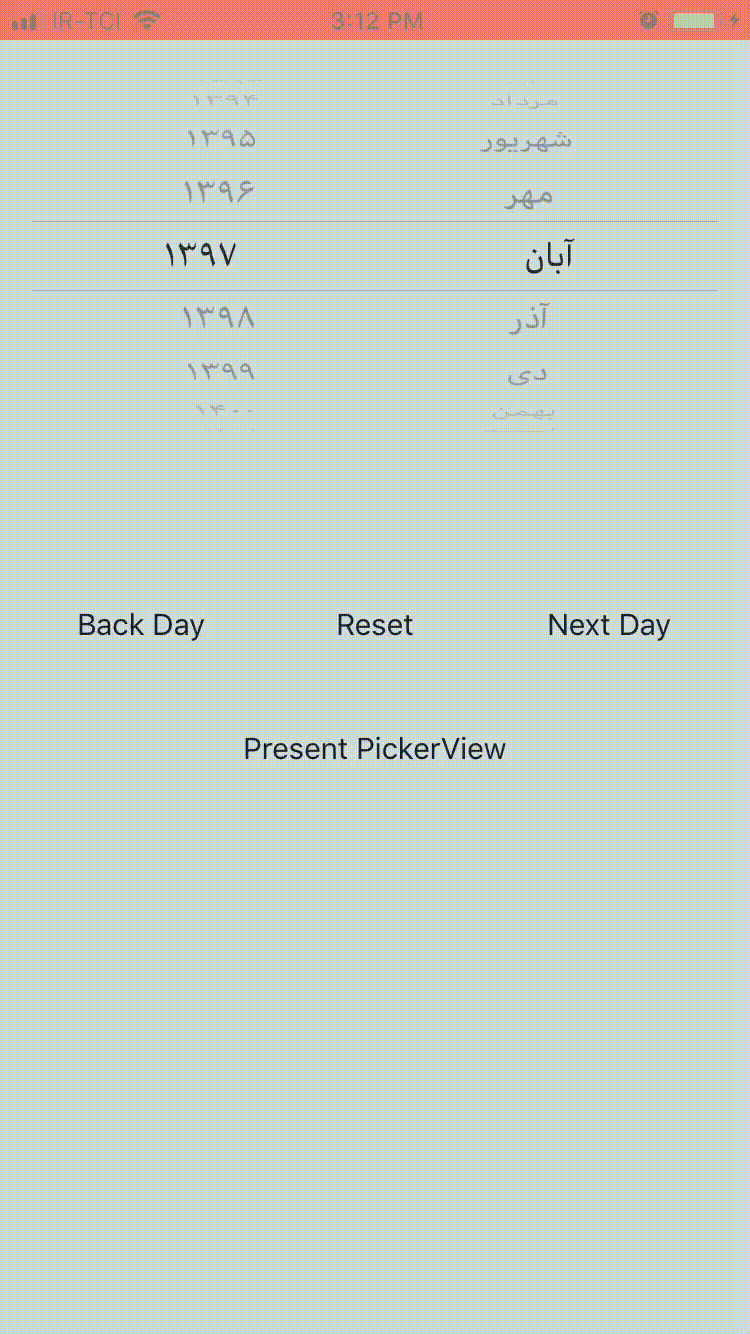 IR-TCI 3:12 PM
۱۳۹۴ مرداد
۱۳۹۵ شهریور
۱۳۹۶ مهر
۱۳۹۷ آبان
۱۳۹۸ آذر
۱۳۹۹ دی
۱۴۰۰ بهمن
Back Day Reset Next Day
Present PickerView